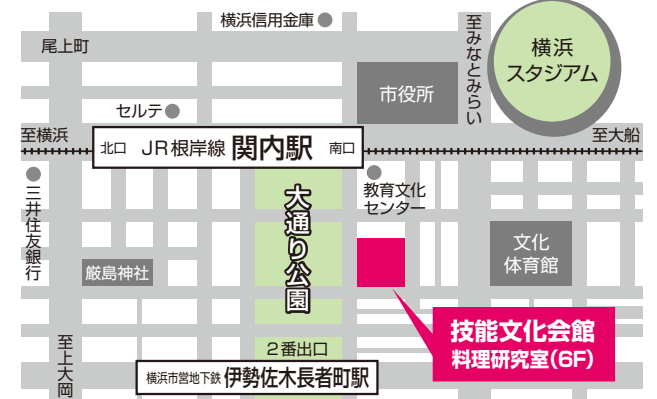 横浜信用金庫
尾上町
至みなとみらい
横浜
スタジアム
市役所
セルテ
至横浜
北口 JR根岸線 関内駅 南口
至大船
三井住友銀行
教育文化
センター
大通り公園
文化
体育館
厳島神社
技能文化会館
料理研究室(6F)
至上大岡
2番出口
横浜市営地下鉄 伊勢佐木長者町駅